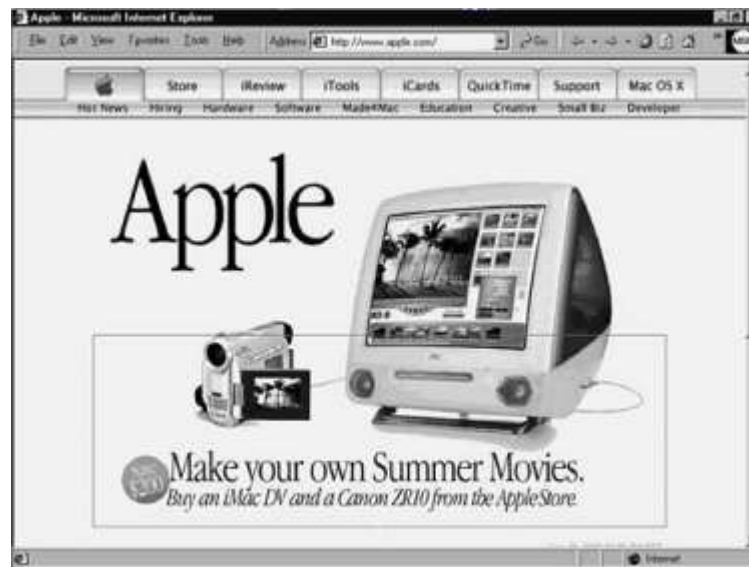 Apple - Microsoft Internet Explorer
File Edit View Favorites Tools Help Address http://www.apple.com/ Go
Store iReview iTools iCards QuickTime Support Mac OS X
Hot News Hiring Hardware Software Made4Mac Education Creative Small Biz Developer
Apple
Make your own Summer Movies.
Buy an iMac DV and a Canon ZR10 from the Apple Store.
Internet